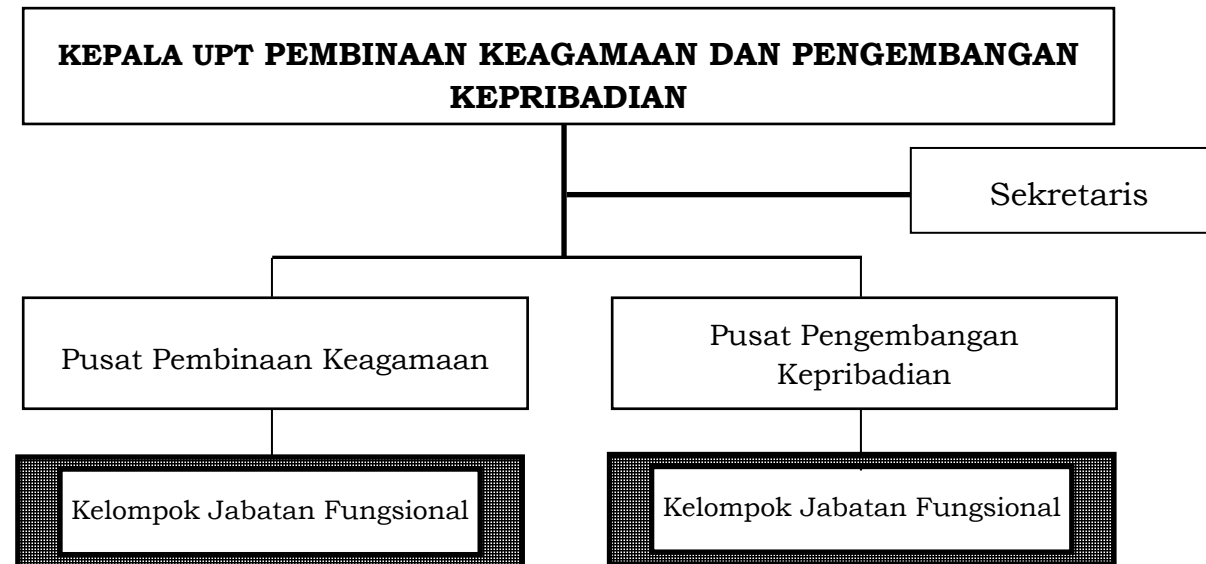 KEPALA UPT PEMBINAAN KEAGAMAAN DAN PENGEMBANGAN
KEPRIBADIAN
Sekretaris
Pusat Pembinaan Keagamaan
Pusat Pengembangan
Kepribadian
Kelompok Jabatan Fungsional
Kelompok Jabatan Fungsional